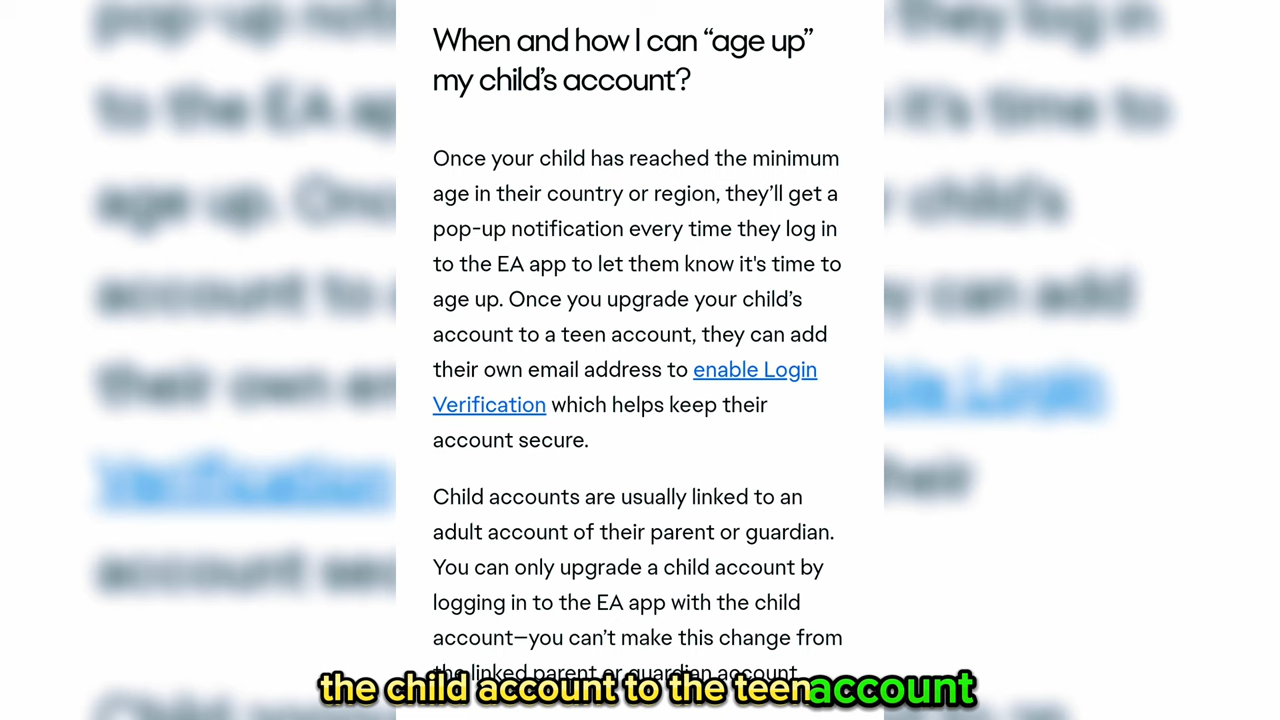 When and how I can “age up”
my child’s account?
Once your child has reached the minimum
age in their country or region, they’ll get a
pop-up notification every time they log in
to the EA app to let them know it's time to
age up. Once you upgrade your child’s
account to a teen account, they can add
their own email address to enable Login
Verification which helps keep their
account secure.
Child accounts are usually linked to an
adult account of their parent or guardian.
You can only upgrade a child account by
logging in to the EA app with the child
account—you can’t make this change from
the linked parent or guardian account
the child account to the teen account